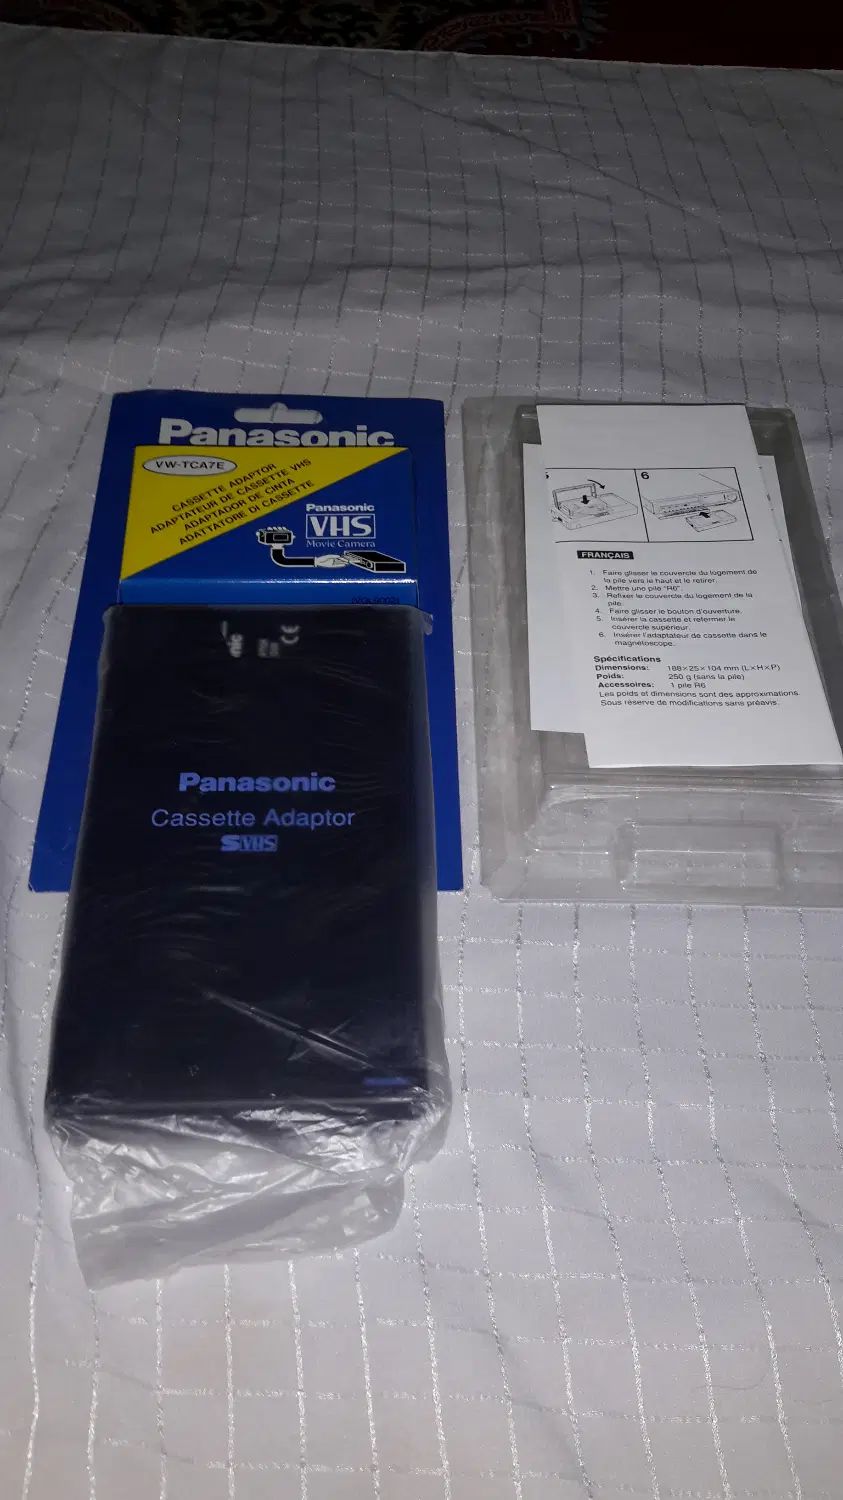 Panasonic
VW-TCA7E
CASSETTE ADAPTOR
ADAPTATEUR DE CASSETTE VHS
ADAPTADOR DE CINTA
ADATTATORE DI CASSETTE
Panasonic
VHS
Movie Camera
Panasonic
Cassette Adaptor
SVHS
CE
6
FRANÇAIS
1. Faire glisser le couvercle du logement de
la pile vers le haut et le retirer.
2. Mettre une pile "R6".
3. Refixer le couvercle du logement de la
pile.
4. Faire glisser le bouton d'ouverture.
5. Insérer la cassette et refermer le
couvercle supérieur.
6. Insérer l'adaptateur de cassette dans le
magnétoscope.
Spécifications
Dimensions: 188×25×104 mm (L×H×P)
Poids: 250 g (sans la pile)
Accessoires: 1 pile R6
Les poids et dimensions sont des approximations.
Sous réserve de modifications sans préavis.